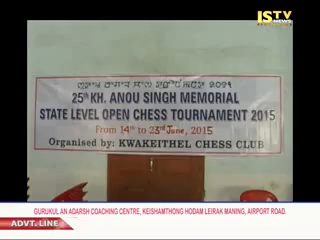 ISTV
25th KH. ANOU SINGH MEMORIAL
STATE LEVEL OPEN CHESS TOURNAMENT 2015
From 14th to 23rd June, 2015
Organised by: KWAKEITHEL CHESS CLUB
GURUKUL AN ADARSH COACHING CENTRE, KEISHAMTHONG HODAM LEIRAK MANING, AIRPORT ROAD.
ADVT. LINE